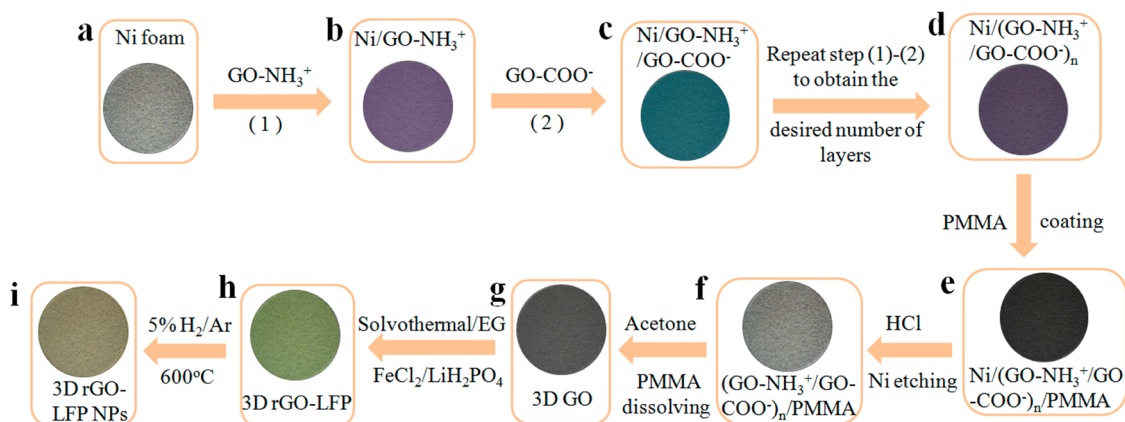 a
Ni foam
GO-NH₃⁺
(1)
b
Ni/GO-NH₃⁺
GO-COO⁻
(2)
c
Ni/GO-NH₃⁺
/GO-COO⁻
Repeat step (1)-(2)
to obtain the
desired number of
layers
d
Ni/(GO-NH₃⁺
/GO-COO⁻)ₙ
PMMA coating
e
Ni/(GO-NH₃⁺/GO
-COO⁻)ₙ/PMMA
HCl
Ni etching
f
(GO-NH₃⁺/GO-
COO⁻)ₙ/PMMA
Acetone
PMMA
dissolving
g
3D GO
Solvothermal/EG
FeCl₂/LiH₂PO₄
h
3D rGO-LFP
5% H₂/Ar
600°C
i
3D rGO-
LFP NPs